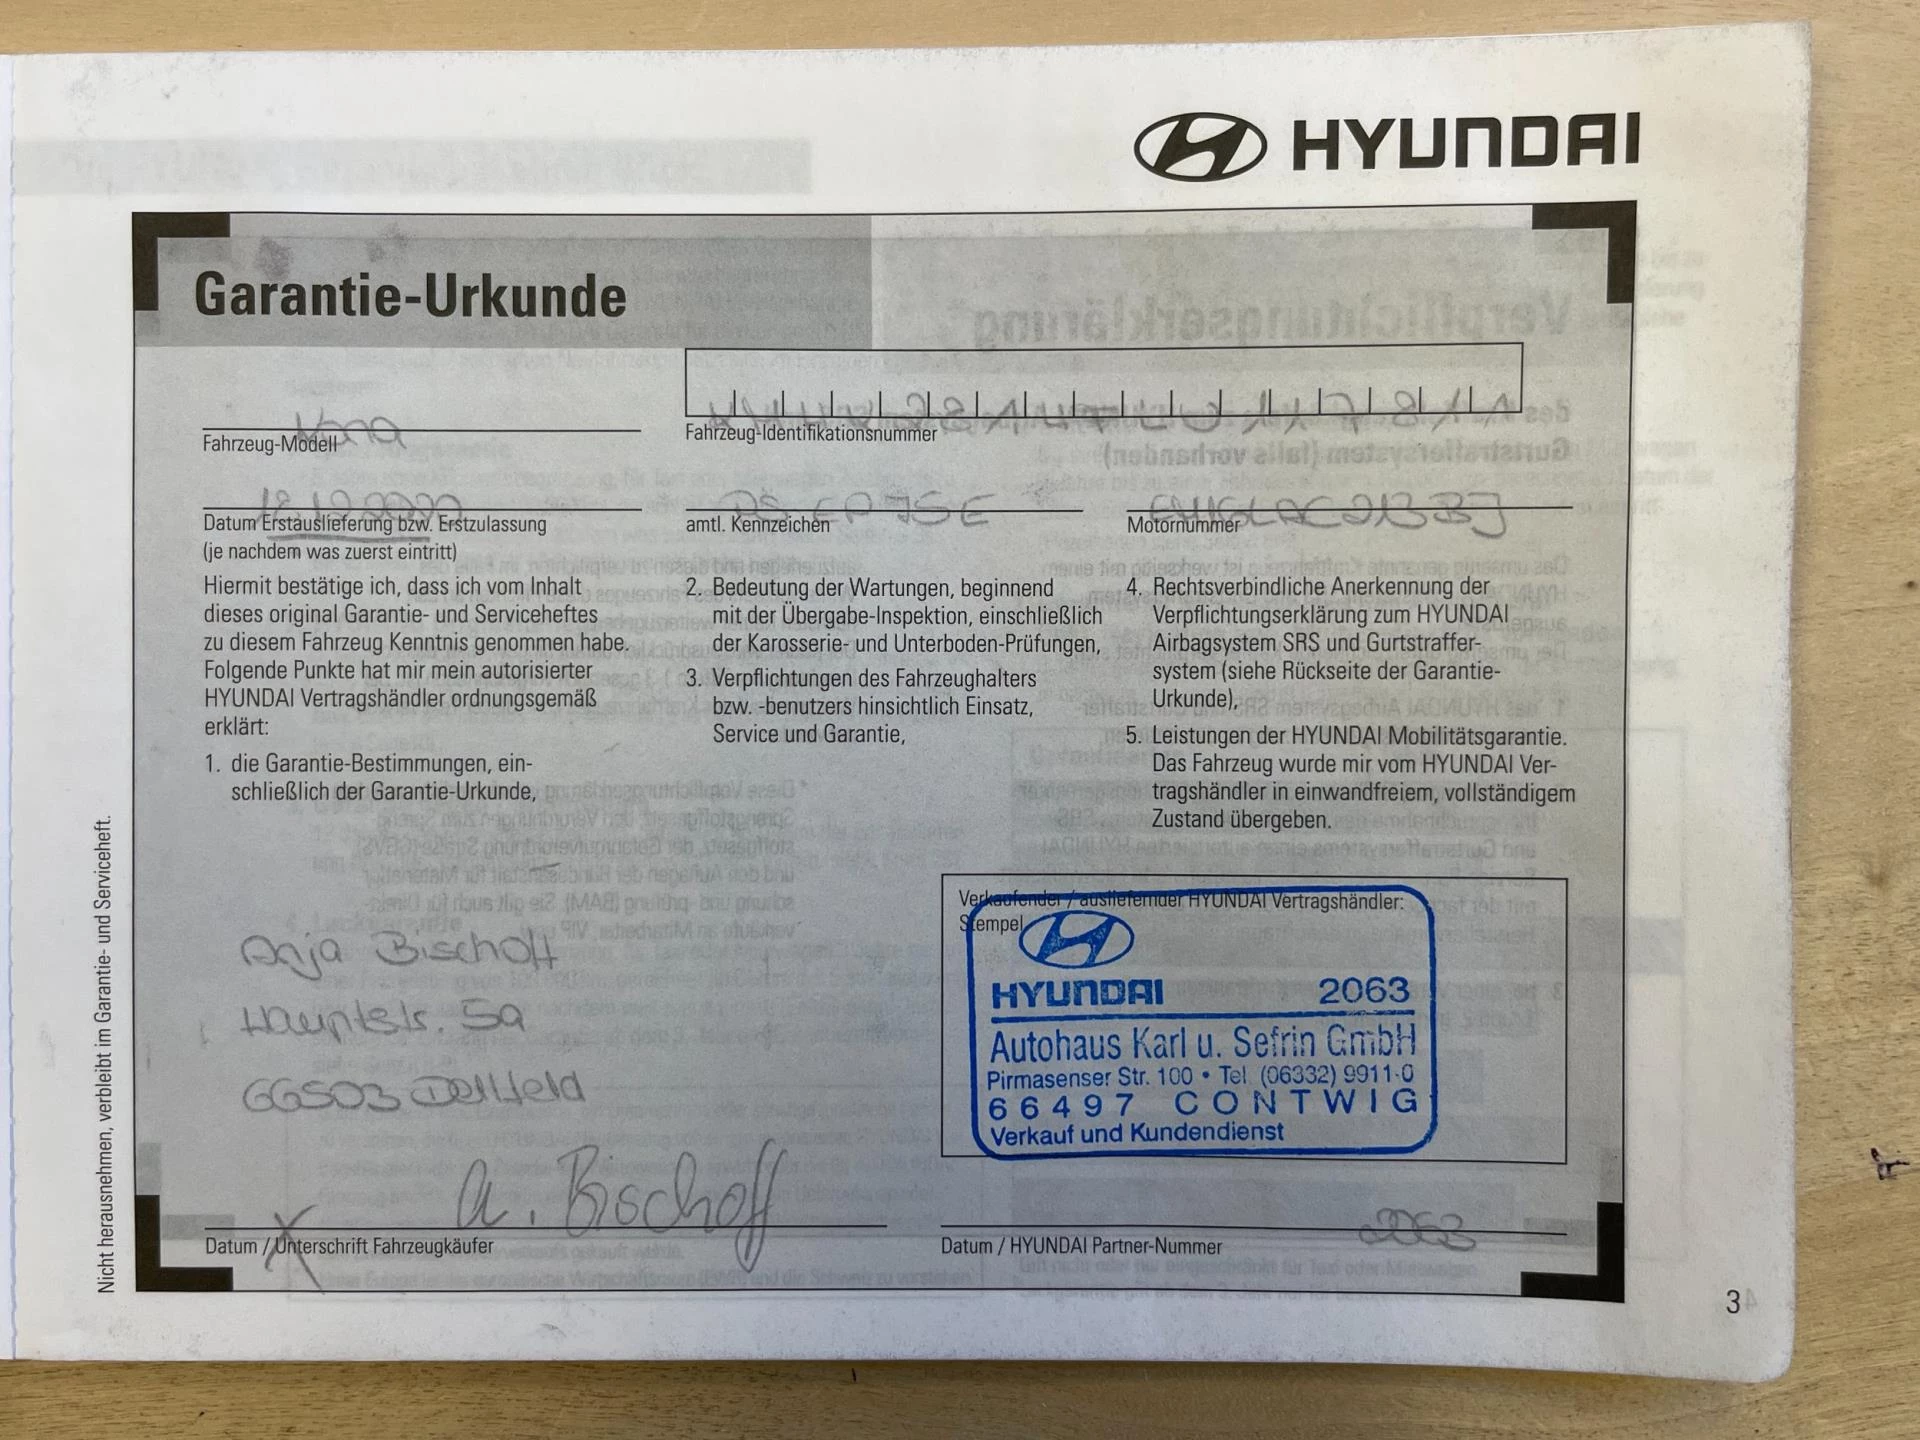 HYUNDAI
Garantie-Urkunde
Kona
Fahrzeug-Modell
Fahrzeug-Identifikationsnummer
Datum Erstauslieferung bzw. Erstzulassung
(je nachdem was zuerst eintritt)
amtl. Kennzeichen
Motornummer
Hiermit bestätige ich, dass ich vom Inhalt
dieses original Garantie- und Serviceheftes
zu diesem Fahrzeug Kenntnis genommen habe.
Folgende Punkte hat mir mein autorisierter
HYUNDAI Vertragshändler ordnungsgemäß
erklärt:
1. die Garantie-Bestimmungen, ein-
schließlich der Garantie-Urkunde,
2. Bedeutung der Wartungen, beginnend
mit der Übergabe-Inspektion, einschließlich
der Karosserie- und Unterboden-Prüfungen,
3. Verpflichtungen des Fahrzeughalters
bzw. -benutzers hinsichtlich Einsatz,
Service und Garantie,
4. Rechtsverbindliche Anerkennung der
Verpflichtungserklärung zum HYUNDAI
Airbagsystem SRS und Gurtstraffer-
system (siehe Rückseite der Garantie-
Urkunde),
5. Leistungen der HYUNDAI Mobilitätsgarantie.
Das Fahrzeug wurde mir vom HYUNDAI Ver-
tragshändler in einwandfreiem, vollständigem
Zustand übergeben.
Anja Bischoff
Hauptstr. 5a
66503 Dellfeld
X A. Bischoff
Datum / Unterschrift Fahrzeugkäufer
Verkaufender / ausliefernder HYUNDAI Vertragshändler:
Stempel
HYUNDAI 2063
Autohaus Karl u. Sefrin GmbH
Pirmasenser Str. 100 • Tel. (06332) 9911-0
66497 CONTWIG
Verkauf und Kundendienst
2063
Datum / HYUNDAI Partner-Nummer
Nicht herausnehmen, verbleibt im Garantie- und Serviceheft.
3